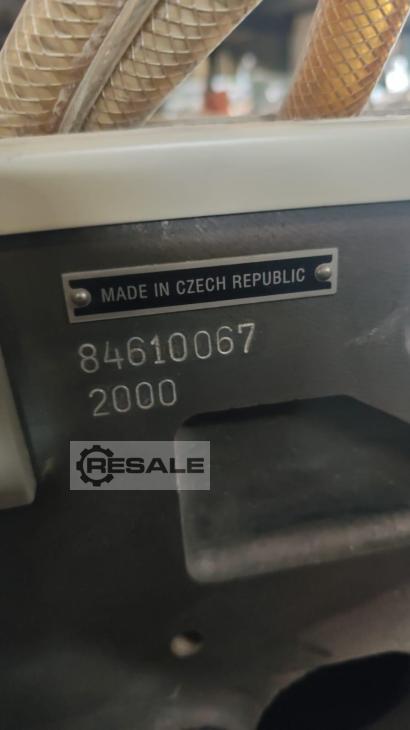 MADE IN CZECH REPUBLIC
84610067
2000
RESALE